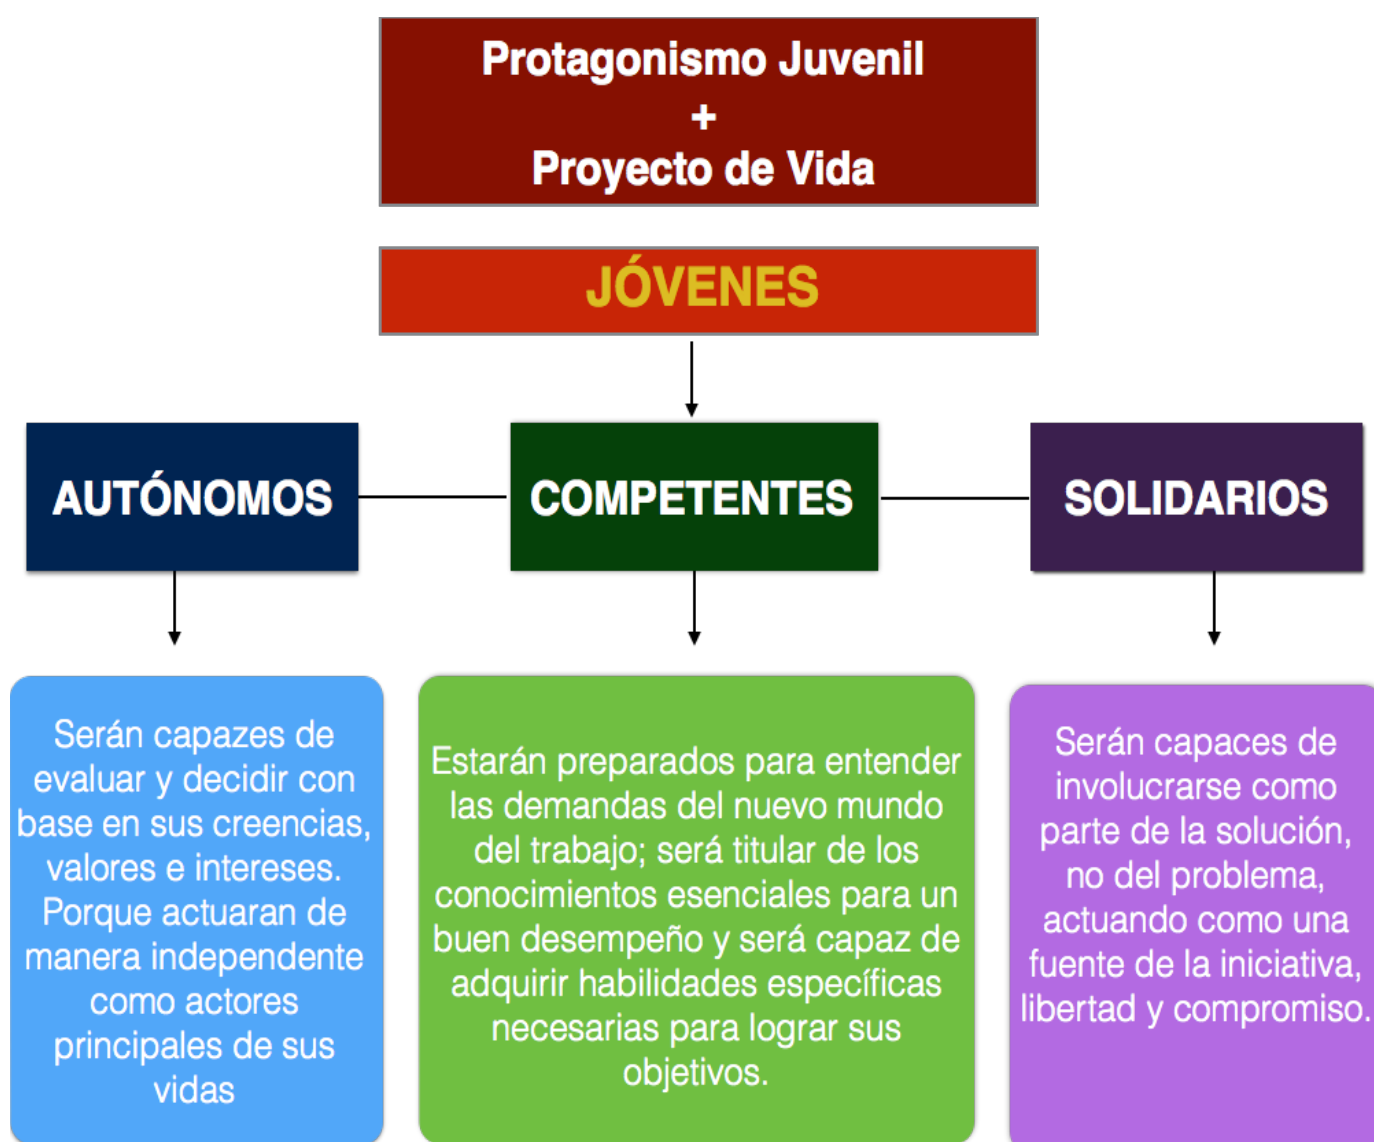 Protagonismo Juvenil
+
Proyecto de Vida
JÓVENES
AUTÓNOMOS
COMPETENTES
SOLIDARIOS
Serán capazes de
evaluar y decidir con
base en sus creencias,
valores e intereses.
Porque actuaran de
manera independente
como actores
principales de sus
vidas
Estarán preparados para entender
las demandas del nuevo mundo
del trabajo; será titular de los
conocimientos esenciales para un
buen desempeño y será capaz de
adquirir habilidades específicas
necesarias para lograr sus
objetivos.
Serán capaces de
involucrarse como
parte de la solución,
no del problema,
actuando como una
fuente de la iniciativa,
libertad y compromiso.